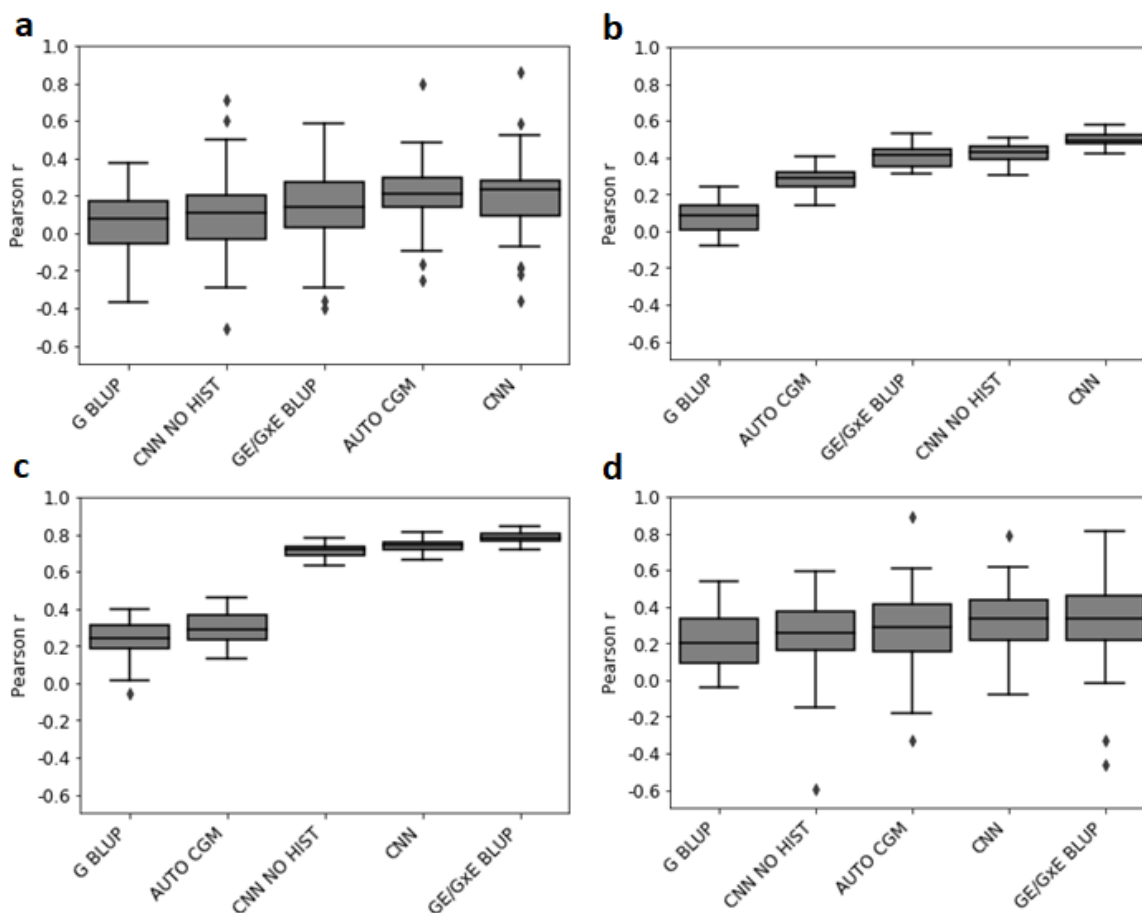 a
1.0
0.8
0.6
0.4
0.2
0.0
-0.2
-0.4
-0.6
Pearson r
G BLUP
CNN NO HIST
GE/GxE BLUP
AUTO CGM
CNN
b
1.0
0.8
0.6
0.4
0.2
0.0
-0.2
-0.4
-0.6
Pearson r
G BLUP
AUTO CGM
GE/GxE BLUP
CNN NO HIST
CNN
c
1.0
0.8
0.6
0.4
0.2
0.0
-0.2
-0.4
-0.6
Pearson r
G BLUP
AUTO CGM
CNN NO HIST
CNN
GE/GxE BLUP
d
1.0
0.8
0.6
0.4
0.2
0.0
-0.2
-0.4
-0.6
Pearson r
G BLUP
CNN NO HIST
AUTO CGM
CNN
GE/GxE BLUP